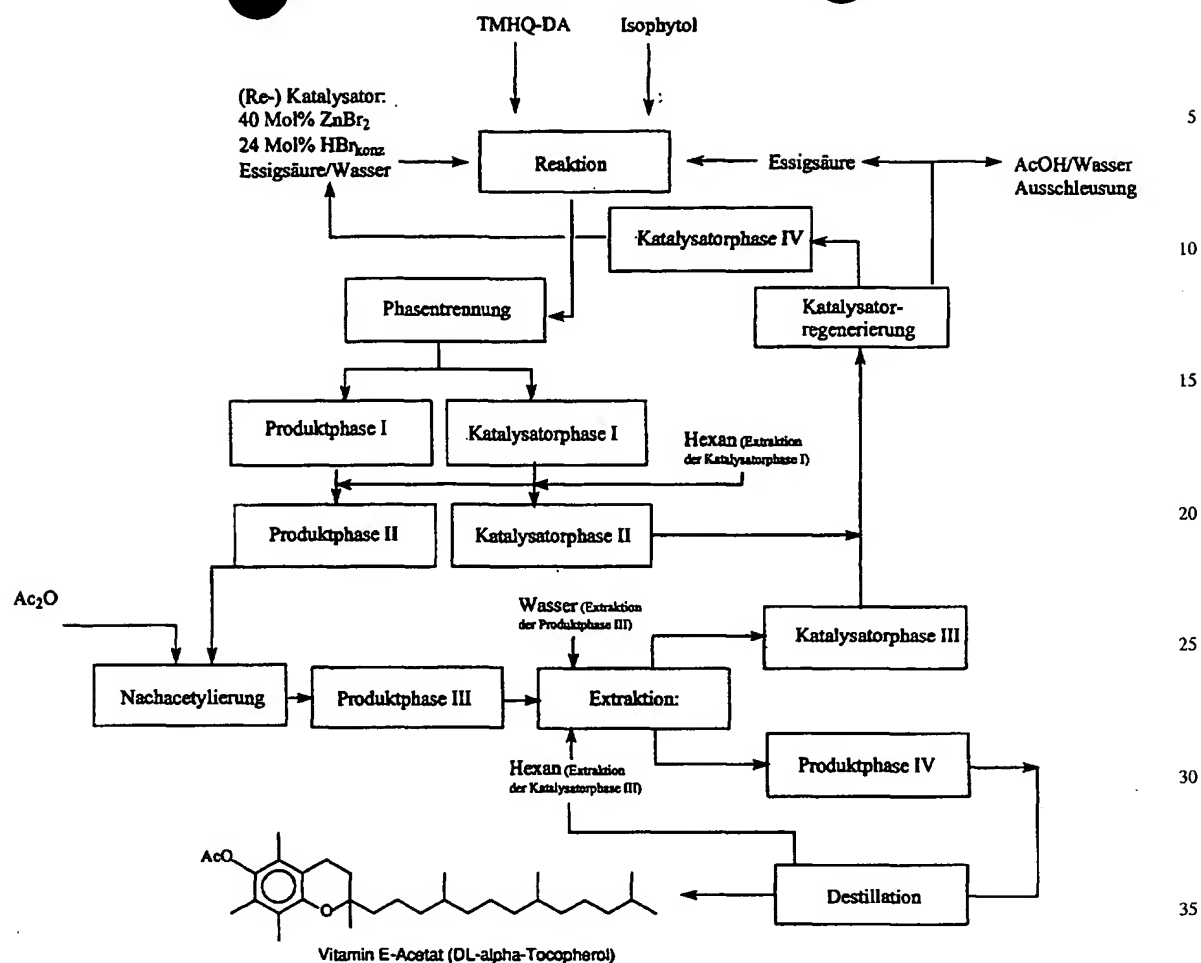 TMHQ-DA
Isophytol
(Re-) Katalysator:
40 Mol% ZnBr₂
24 Mol% HBr_konz
Essigsäure/Wasser
Reaktion
Essigsäure
AcOH/Wasser
Ausschleusung
5
Katalysatorphase IV
10
Phasentrennung
Katalysator-
regenerierung
15
Produktphase I
Katalysatorphase I
Hexan (Extraktion
der Katalysatorphase I)
Produktphase II
Katalysatorphase II
20
Ac₂O
Wasser (Extraktion
der Produktphase III)
Katalysatorphase III
25
Nachacetylierung
Produktphase III
Extraktion:
Hexan (Extraktion
der Katalysatorphase III)
Produktphase IV
30
AcO
O
Destillation
35
Vitamin E-Acetat (DL-alpha-Tocopherol)